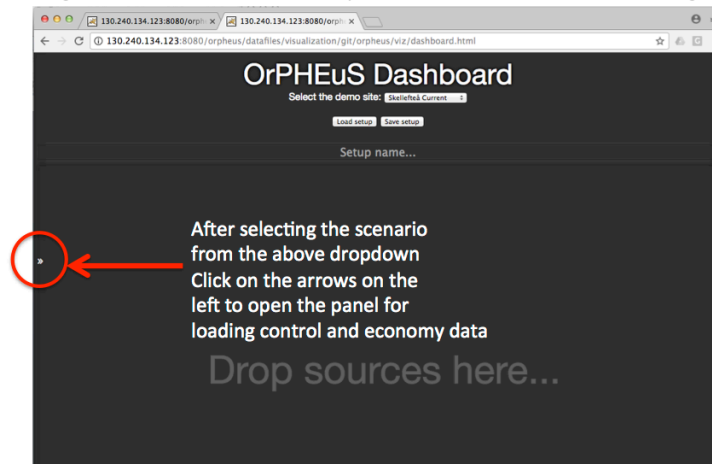 130.240.134.123:8080/orph x
130.240.134.123:8080/orph x
130.240.134.123:8080/orpheus/datafiles/visualization/git/orpheus/viz/dashboard.html
OrPHEuS Dashboard
Select the demo site: Skellefteå Current
Load setup Save setup
Setup name...
After selecting the scenario
from the above dropdown
»
Click on the arrows on the
left to open the panel for
loading control and economy data
Drop sources here...